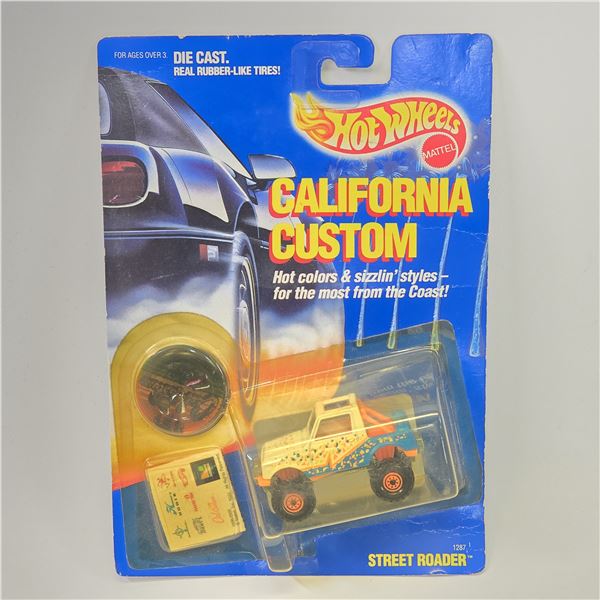 FOR AGES OVER 3.
DIE CAST.
REAL RUBBER-LIKE TIRES!
HOT WHEELS
MATTEL
CALIFORNIA
CUSTOM
Hot colors & sizzlin' styles –
for the most from the Coast!
1287
STREET ROADER™